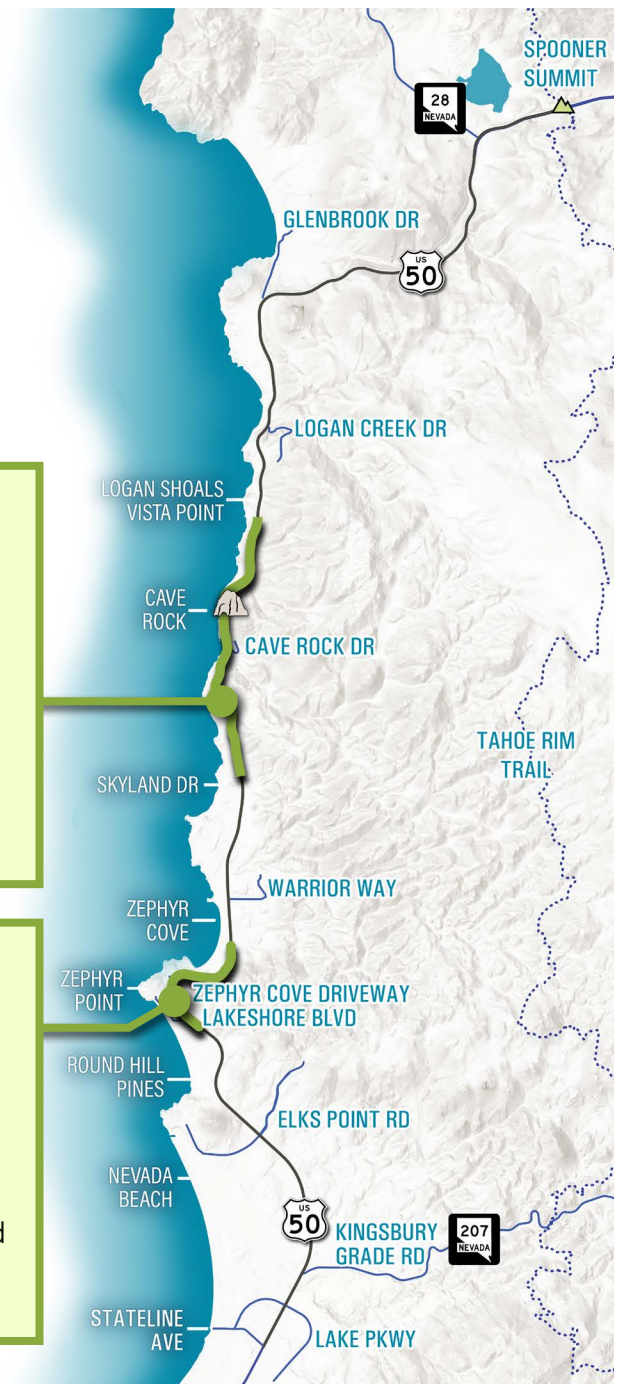 SPOONER
SUMMIT
28
NEVADA
GLENBROOK DR
US
50
LOGAN CREEK DR
LOGAN SHOALS
VISTA POINT
CAVE
ROCK
CAVE ROCK DR
TAHOE RIM
TRAIL
SKYLAND DR
WARRIOR WAY
ZEPHYR
COVE
ZEPHYR
POINT
ZEPHYR COVE DRIVEWAY
LAKESHORE BLVD
ROUND HILL
PINES
ELKS POINT RD
NEVADA
BEACH
US
50
KINGSBURY
GRADE RD
207
NEVADA
STATELINE
AVE
LAKE PKWY